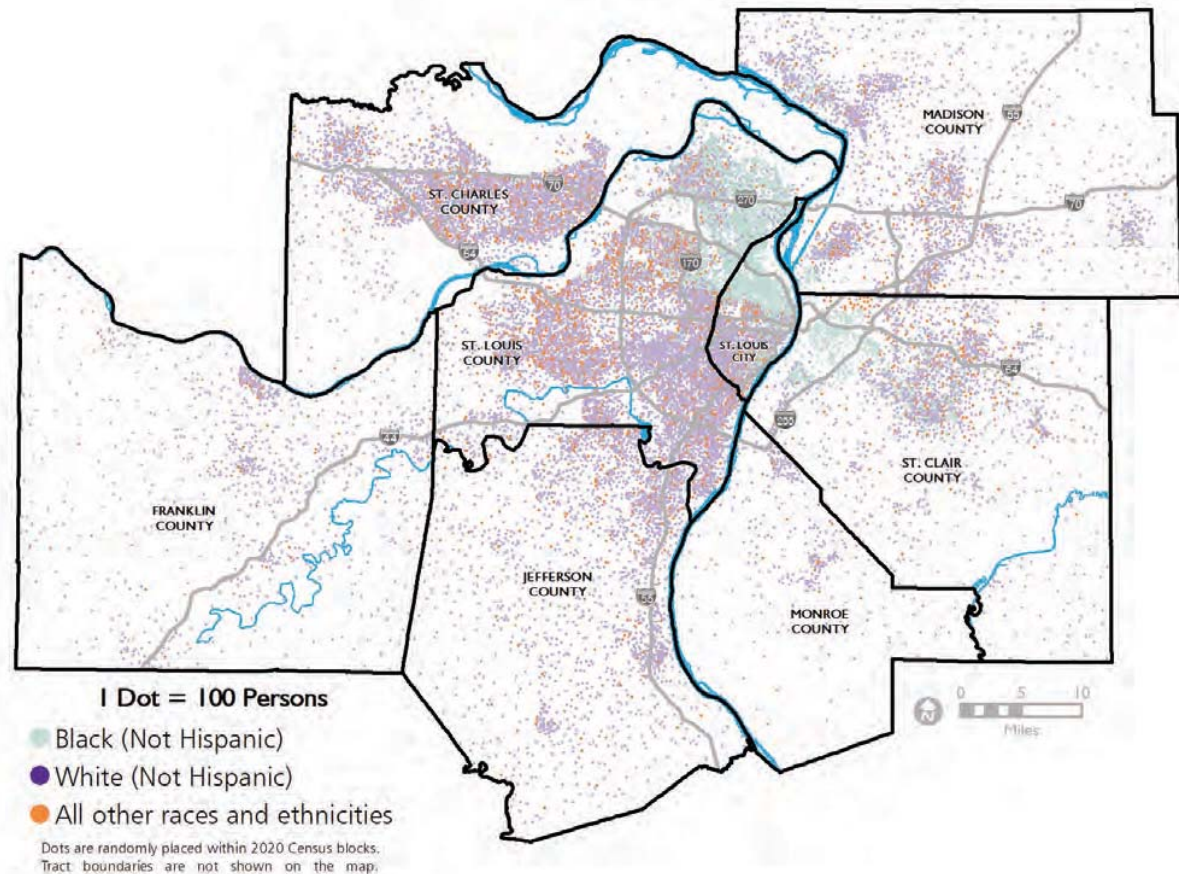 MADISON
COUNTY
55
ST. CHARLES
COUNTY
70
270
70
64
170
ST. LOUIS
COUNTY
ST. LOUIS
CITY
64
255
44
ST. CLAIR
COUNTY
FRANKLIN
COUNTY
JEFFERSON
COUNTY
55
MONROE
COUNTY
1 Dot = 100 Persons
Black (Not Hispanic)
White (Not Hispanic)
All other races and ethnicities
N
0 5 10
Miles
Dots are randomly placed within 2020 Census blocks.
Tract boundaries are not shown on the map.